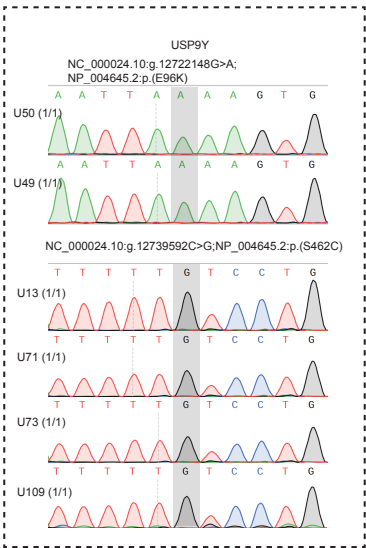 USP9Y
NC_000024.10:g.12722148G>A;
NP_004645.2:p.(E96K)
A A T T A A A A G T G
U50 (1/1)
A A T T A A A A G T G
U49 (1/1)
NC_000024.10:g.12739592C>G;NP_004645.2:p.(S462C)
T T T T T G T C C T G
U13 (1/1)
T T T T T G T C C T G
U71 (1/1)
T T T T T G T C C T G
U73 (1/1)
T T T T T G T C C T G
U109 (1/1)